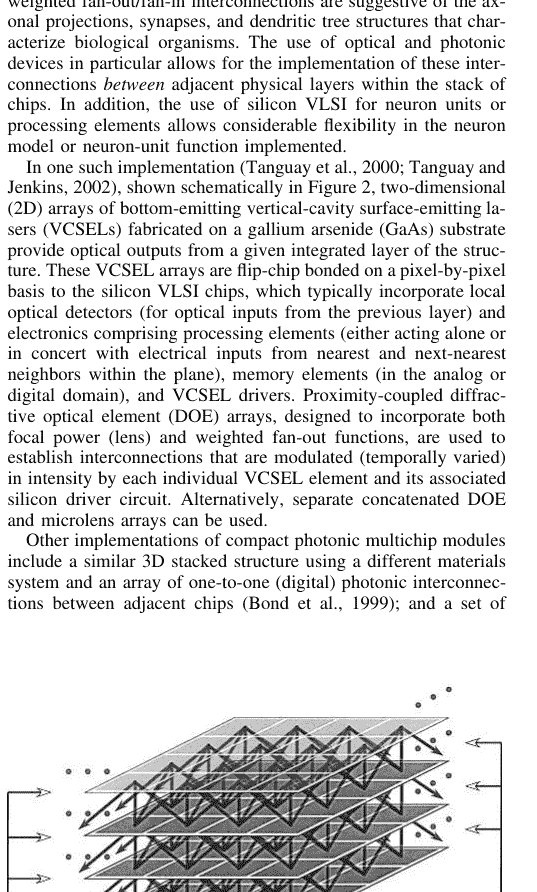 weighted fan-out/fan-in interconnections are suggestive of the ax-
onal projections, synapses, and dendritic tree structures that char-
acterize biological organisms. The use of optical and photonic
devices in particular allows for the implementation of these inter-
connections between adjacent physical layers within the stack of
chips. In addition, the use of silicon VLSI for neuron units or
processing elements allows considerable flexibility in the neuron
model or neuron-unit function implemented.
In one such implementation (Tanguay et al., 2000; Tanguay and
Jenkins, 2002), shown schematically in Figure 2, two-dimensional
(2D) arrays of bottom-emitting vertical-cavity surface-emitting la-
sers (VCSELs) fabricated on a gallium arsenide (GaAs) substrate
provide optical outputs from a given integrated layer of the struc-
ture. These VCSEL arrays are flip-chip bonded on a pixel-by-pixel
basis to the silicon VLSI chips, which typically incorporate local
optical detectors (for optical inputs from the previous layer) and
electronics comprising processing elements (either acting alone or
in concert with electrical inputs from nearest and next-nearest
neighbors within the plane), memory elements (in the analog or
digital domain), and VCSEL drivers. Proximity-coupled diffrac-
tive optical element (DOE) arrays, designed to incorporate both
focal power (lens) and weighted fan-out functions, are used to
establish interconnections that are modulated (temporally varied)
in intensity by each individual VCSEL element and its associated
silicon driver circuit. Alternatively, separate concatenated DOE
and microlens arrays can be used.
Other implementations of compact photonic multichip modules
include a similar 3D stacked structure using a different materials
system and an array of one-to-one (digital) photonic interconnec-
tions between adjacent chips (Bond et al., 1999); and a set of